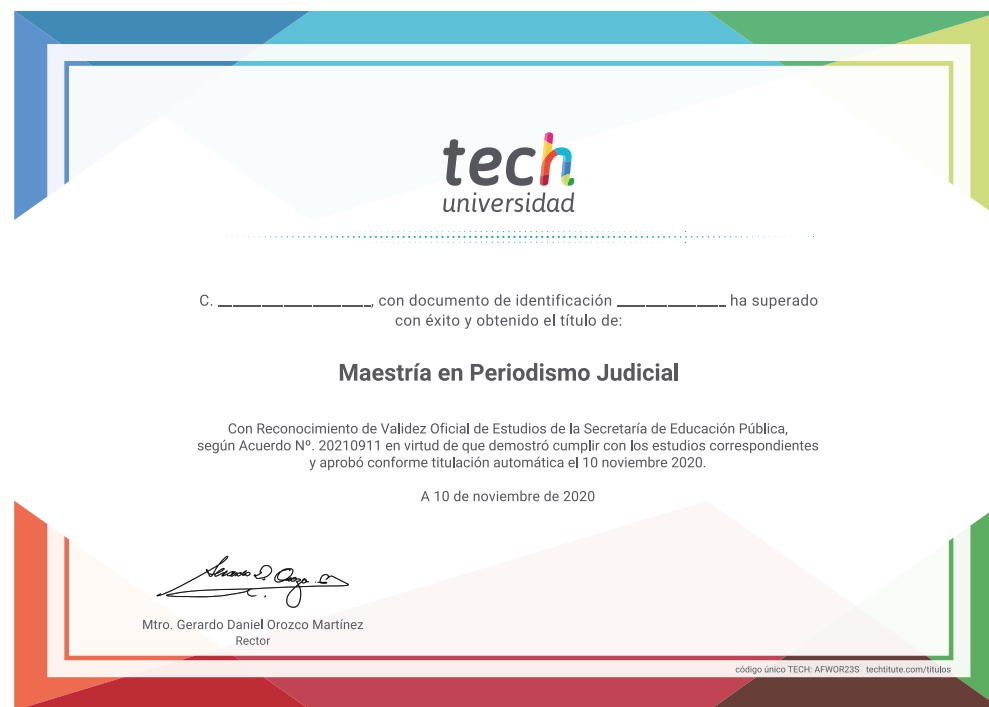 tech
universidad
C. ____________________, con documento de identificación ______________ ha superado
con éxito y obtenido el título de:
Maestría en Periodismo Judicial
Con Reconocimiento de Validez Oficial de Estudios de la Secretaría de Educación Pública,
según Acuerdo Nº. 20210911 en virtud de que demostró cumplir con los estudios correspondientes
y aprobó conforme titulación automática el 10 noviembre 2020.
A 10 de noviembre de 2020
Mtro. Gerardo Daniel Orozco Martínez
Rector
código único TECH: AFWOR23S techtitute.com/titulos